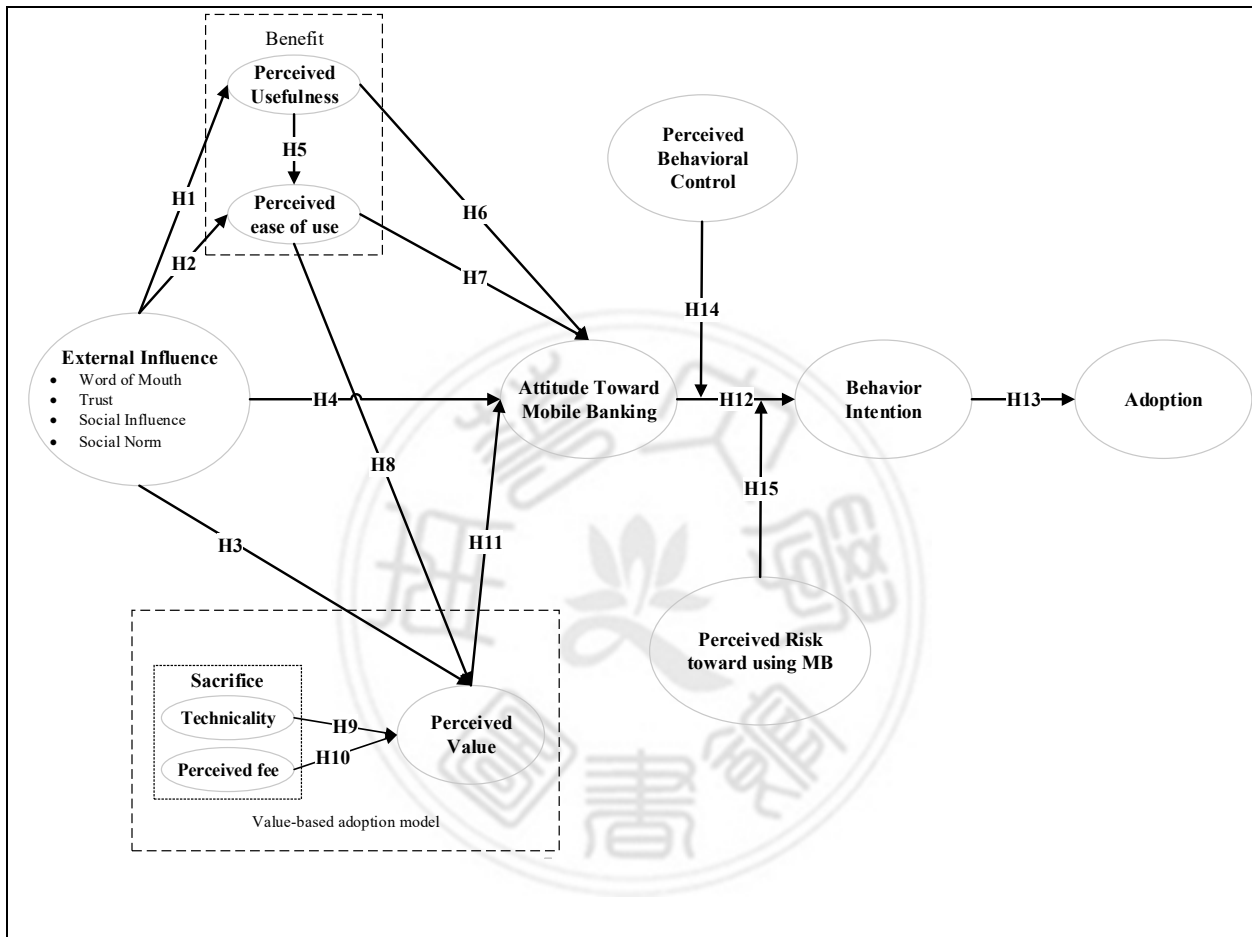 Benefit
Perceived
Usefulness
H5
Perceived
ease of use
H1
H2
H6
H7
Perceived
Behavioral
Control
H14
External Influence
• Word of Mouth
• Trust
• Social Influence
• Social Norm
H4
Attitude Toward
Mobile Banking
H12
Behavior
Intention
H13
Adoption
H8
H15
H3
H11
Perceived Risk
toward using MB
Sacrifice
Technicality
H9
Perceived fee
H10
Perceived
Value
Value-based adoption model